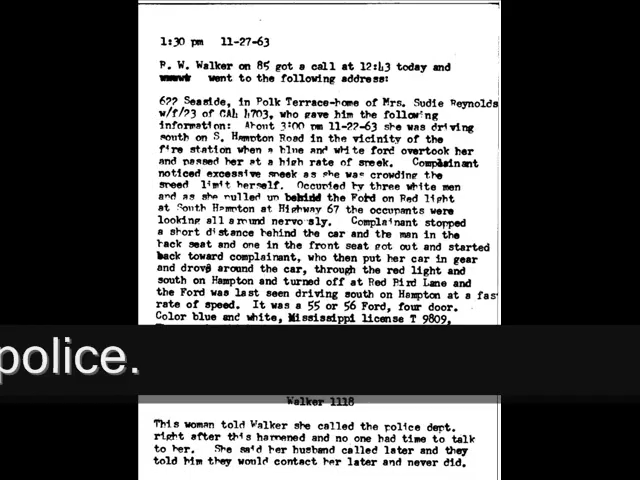 1:30 pm 11-27-63
P. W. Walker on 85 got a call at 12:43 today and
went to the following address:
622 Seaside, in Polk Terrace-home of Mrs. Sudie Reynolds
w/f/23 of CAL 4703, who gave him the following
information: About 3:00 pm 11-22-63 she was driving
south on S. Hampton Road in the vicinity of the
fire station when a blue and white ford overtook her
and passed her at a high rate of speek. Complainant
noticed excessive speek as she was crowding the
speed limit herself. Occupied by three white men
and as she pulled up behind the Ford on Red light
at South Hampton at Highway 67 the occupants were
looking all around nervously. Complainant stopped
a short distance behind the car and the man in the
back seat and one in the front seat got out and started
back toward complainant, who then put her car in gear
and drove around the car, through the red light and
south on Hampton and turned off at Red Bird Lane and
the Ford was last seen driving south on Hampton at a fas
rate of speed. It was a 55 or 56 Ford, four door.
Color blue and white, Mississippi license T 9809,
police.
Walker 1118
This woman told Walker she called the police dept.
right after this happened and no one had time to talk
to her. She said her husband called later and they
told him they would contact her later and never did.